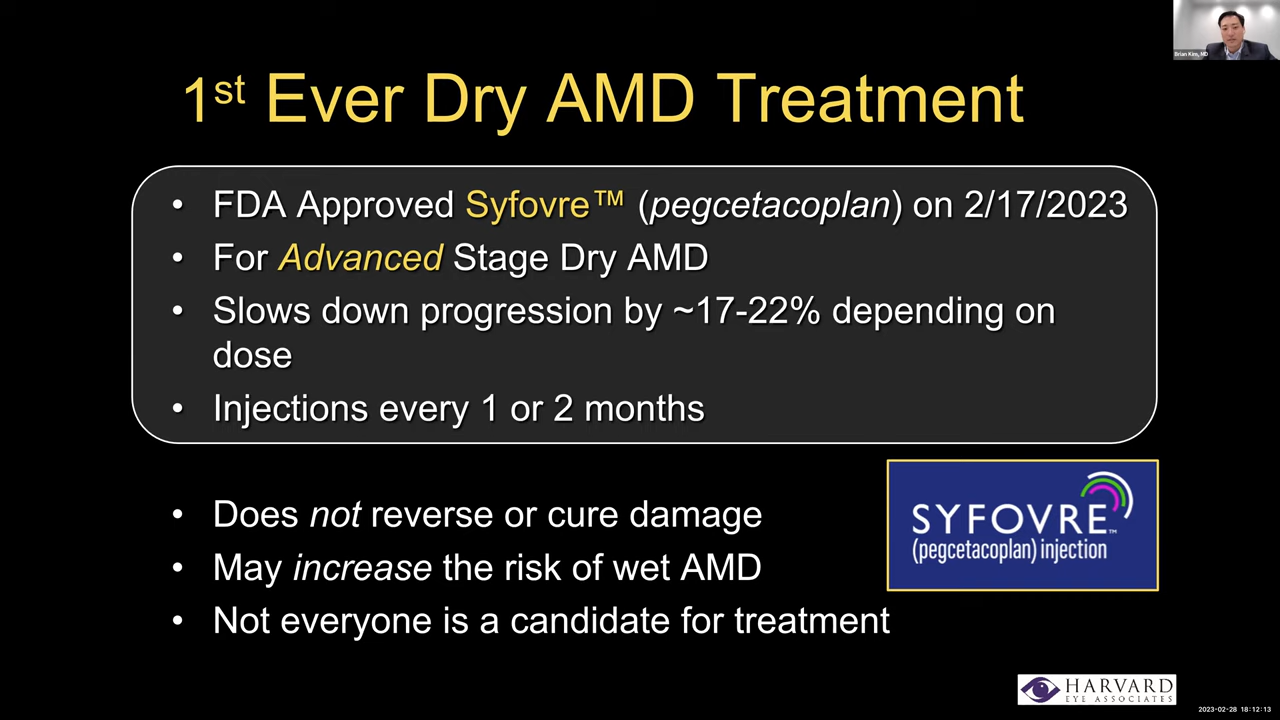 Brian Kim, MD
1st Ever Dry AMD Treatment
• FDA Approved Syfovre™ (pegcetacoplan) on 2/17/2023
• For Advanced Stage Dry AMD
• Slows down progression by ~17-22% depending on
dose
• Injections every 1 or 2 months
• Does not reverse or cure damage
• May increase the risk of wet AMD
• Not everyone is a candidate for treatment
SYFOVRE™
(pegcetacoplan) injection
HARVARD
EYE ASSOCIATES
2023-02-28 18:12:13